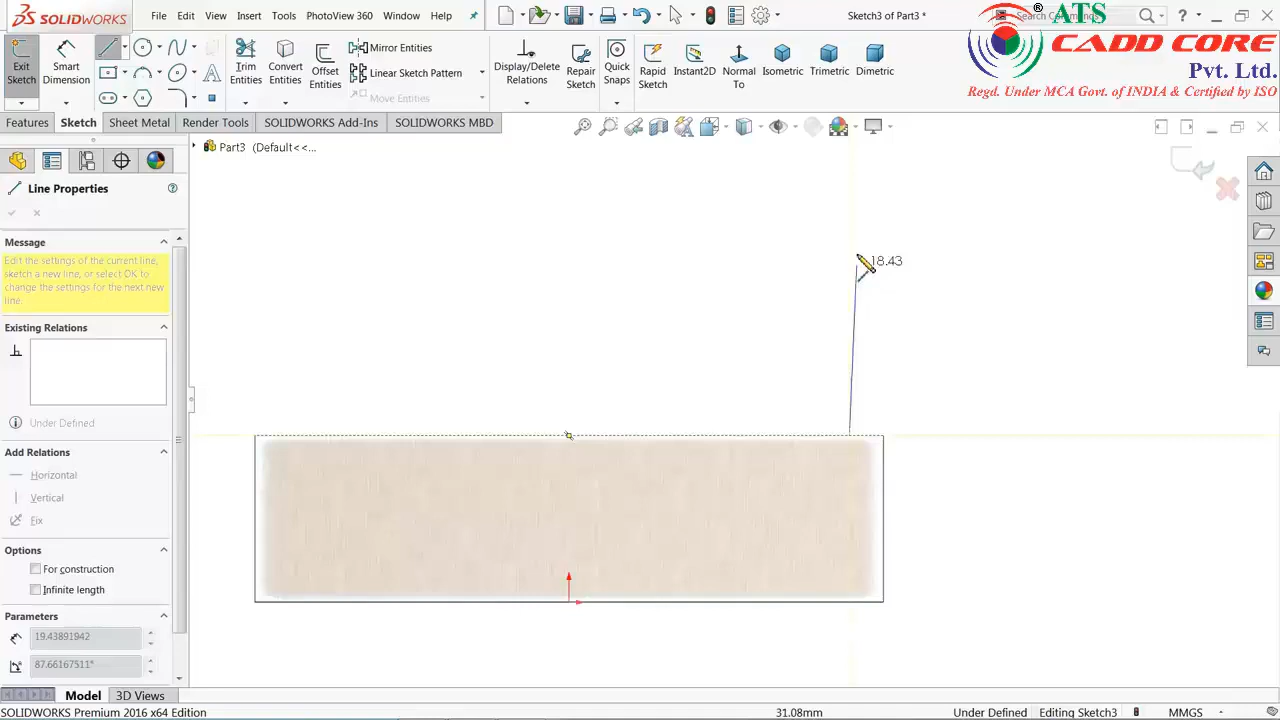 SOLIDWORKS File Edit View Insert Tools PhotoView 360 Window Help Sketch3 of Part3 * Search Commands
®
ATS
CADD CORE
Pvt. Ltd.
Regd. Under MCA Govt. of INDIA & Certified by ISO
Exit Sketch
Smart Dimension
Trim Entities
Convert Entities
Offset Entities
Mirror Entities
Linear Sketch Pattern
Move Entities
Display/Delete Relations
Repair Sketch
Quick Snaps
Rapid Sketch
Instant2D
Normal To
Isometric
Trimetric
Dimetric
Features Sketch Sheet Metal Render Tools SOLIDWORKS Add-Ins SOLIDWORKS MBD
Part3 (Default<<...
Line Properties
Message
Edit the settings of the current line,
sketch a new line, or select OK to
change the settings for the next new
line.
Existing Relations
Under Defined
Add Relations
Horizontal
Vertical
Fix
Options
For construction
Infinite length
Parameters
19.43891942
87.66167511°
18.43
Model 3D Views
SOLIDWORKS Premium 2016 x64 Edition 31.08mm Under Defined Editing Sketch3 MMGS